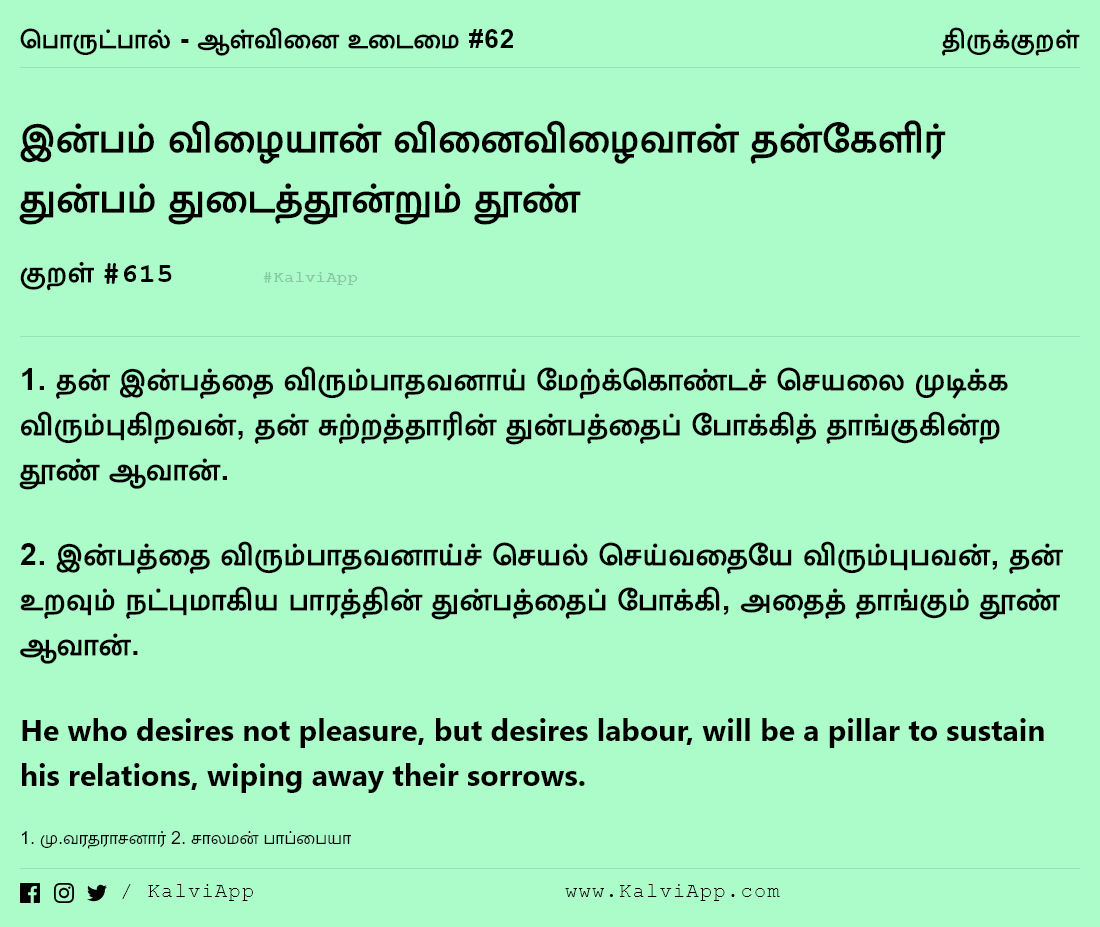 பொருட்பால் - ஆள்வினை உடைமை #62 திருக்குறள்
இன்பம் விழையான் வினைவிழைவான் தன்கேளிர்
துன்பம் துடைத்தூன்றும் தூண்
குறள் #615 #KalviApp
1. தன் இன்பத்தை விரும்பாதவனாய் மேற்க்கொண்டச் செயலை முடிக்க
விரும்புகிறவன், தன் சுற்றத்தாரின் துன்பத்தைப் போக்கித் தாங்குகின்ற
தூண் ஆவான்.
2. இன்பத்தை விரும்பாதவனாய்ச் செயல் செய்வதையே விரும்புபவன், தன்
உறவும் நட்புமாகிய பாரத்தின் துன்பத்தைப் போக்கி, அதைத் தாங்கும் தூண்
ஆவான்.
He who desires not pleasure, but desires labour, will be a pillar to sustain
his relations, wiping away their sorrows.
1. மு.வரதராசனார் 2. சாலமன் பாப்பையா
/ KalviApp www.KalviApp.com